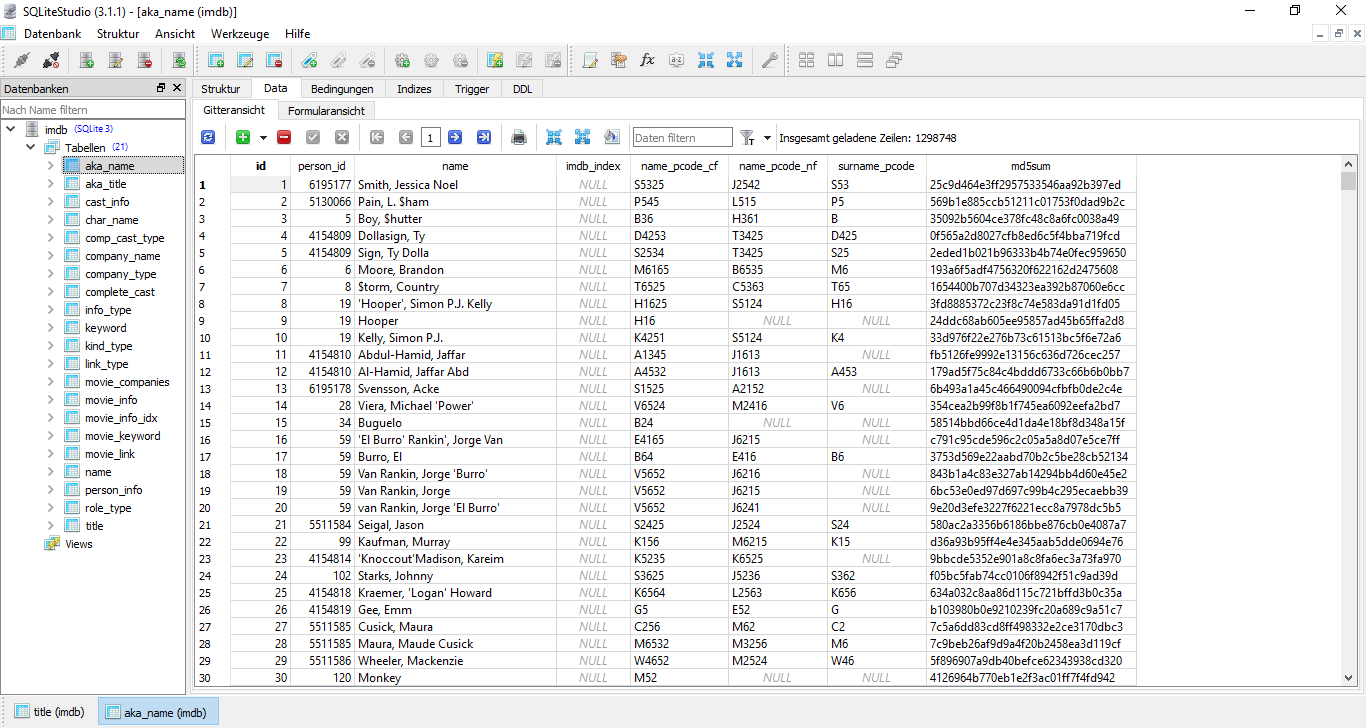 SQLiteStudio (3.1.1) - [aka_name (imdb)]
Datenbank Struktur Ansicht Werkzeuge Hilfe
Datenbanken
Struktur Data Bedingungen Indizes Trigger DDL
Nach Name filtern
Gitteransicht Formularansicht
1 Daten filtern Insgesamt geladene Zeilen: 1298748
imdb (SQLite 3)
Tabellen (21)
aka_name
aka_title
cast_info
char_name
comp_cast_type
company_name
company_type
complete_cast
info_type
keyword
kind_type
link_type
movie_companies
movie_info
movie_info_idx
movie_keyword
movie_link
name
person_info
role_type
title
Views
id person_id name imdb_index name_pcode_cf name_pcode_nf surname_pcode md5sum
1 1 6195177 Smith, Jessica Noel NULL S5325 J2542 S53 25c9d464e3ff2957533546aa92b397ed
2 2 5130066 Pain, L. $ham NULL P545 L515 P5 569b1e885ccb51211c01753f0dad9b2c
3 3 5 Boy, $hutter NULL B36 H361 B 35092b5604ce378fc48c8a6fc0038a49
4 4 4154809 Dollasign, Ty NULL D4253 T3425 D425 0f565a2d8027cfb8ed6c5f4bba719fcd
5 5 4154809 Sign, Ty Dolla NULL S2534 T3425 S25 2eded1b021b96333b4b74e0fec959650
6 6 6 Moore, Brandon NULL M6165 B6535 M6 193a6f5adf4756320f622162d2475608
7 7 8 $torm, Country NULL T6525 C5363 T65 1654400b707d34323ea392b87060e6cc
8 8 19 'Hooper', Simon P.J. Kelly NULL H1625 S5124 H16 3fd8885372c23f8c74e583da91d1fd05
9 9 19 Hooper NULL H16 NULL NULL 24ddc68ab605ee95857ad45b65ffa2d8
10 10 19 Kelly, Simon P.J. NULL K4251 S5124 K4 33d976f22e276b73c61513bc5f6e72a6
11 11 4154810 Abdul-Hamid, Jaffar NULL A1345 J1613 NULL fb5126fe9992e13156c636d726cec257
12 12 4154810 Al-Hamid, Jaffar Abd NULL A4532 J1613 A453 179ad5f75c84c4bddd6733c66b6b0bb7
13 13 6195178 Svensson, Acke NULL S1525 A2152 NULL 6b493a1a45c466490094cfbfb0de2c4e
14 14 28 Viera, Michael 'Power' NULL V6524 M2416 V6 354cea2b99f8b1f745ea6092eefa2bd7
15 15 34 Buguelo NULL B24 NULL NULL 58514bbd66ce4d1da4e18bf8d348a15f
16 16 59 'El Burro' Rankin', Jorge Van NULL E4165 J6215 NULL c791c95cde596c2c05a5a8d07e5ce7ff
17 17 59 Burro, El NULL B64 E416 B6 3753d569e22aabd70b2c5be28cb52134
18 18 59 Van Rankin, Jorge 'Burro' NULL V5652 J6216 NULL 843b1a4c83e327ab14294bb4d60e45e2
19 19 59 Van Rankin, Jorge NULL V5652 J6215 NULL 6bc53e0ed97d697c99b4c295ecaebb39
20 20 59 van Rankin, Jorge 'El Burro' NULL V5652 J6241 NULL 9e20d3efe3227f6221ecc8a7978dc5b5
21 21 5511584 Seigal, Jason NULL S2425 J2524 S24 580ac2a3356b6186bbe876cb0e4087a7
22 22 99 Kaufman, Murray NULL K156 M6215 K15 d36a93b95ff4e4e345aab5dde0694e76
23 23 4154814 'Knoccout'Madison, Kareim NULL K5235 K6525 NULL 9bbcde5352e901a8c8fa6ec3a73fa970
24 24 102 Starks, Johnny NULL S3625 J5236 S362 f05bc5fab74cc0106f8942f51c9ad39d
25 25 4154818 Kraemer, 'Logan' Howard NULL K6564 L2563 K656 634a032c8aa86d115c721bffd3b0c35a
26 26 4154819 Gee, Emm NULL G5 E52 G b103980b0e9210239fc20a689c9a51c7
27 27 5511585 Cusick, Maura NULL C256 M62 C2 7c5a6dd83cd8ff498332e2ce3170dbc3
28 28 5511585 Maura, Maude Cusick NULL M6532 M3256 M6 7c9beb26af9d9a4f20b2458ea3d119cf
29 29 5511586 Wheeler, Mackenzie NULL W4652 M2524 W46 5f896907a9db40befce62343938cd320
30 30 120 Monkey NULL M52 NULL NULL 4126964b770eb1e2f3ac01ff7f4fd942
title (imdb) aka_name (imdb)